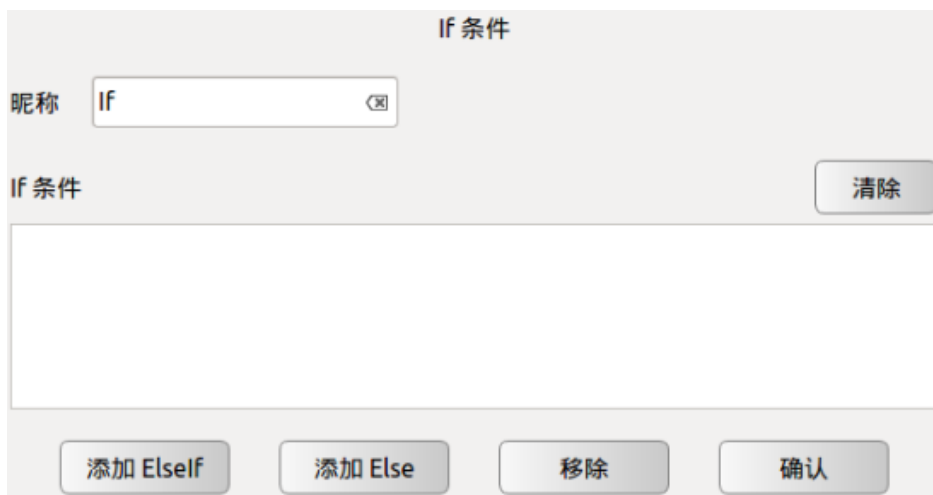 If 条件
昵称 If
If 条件 清除
添加 ElseIf 添加 Else 移除 确认